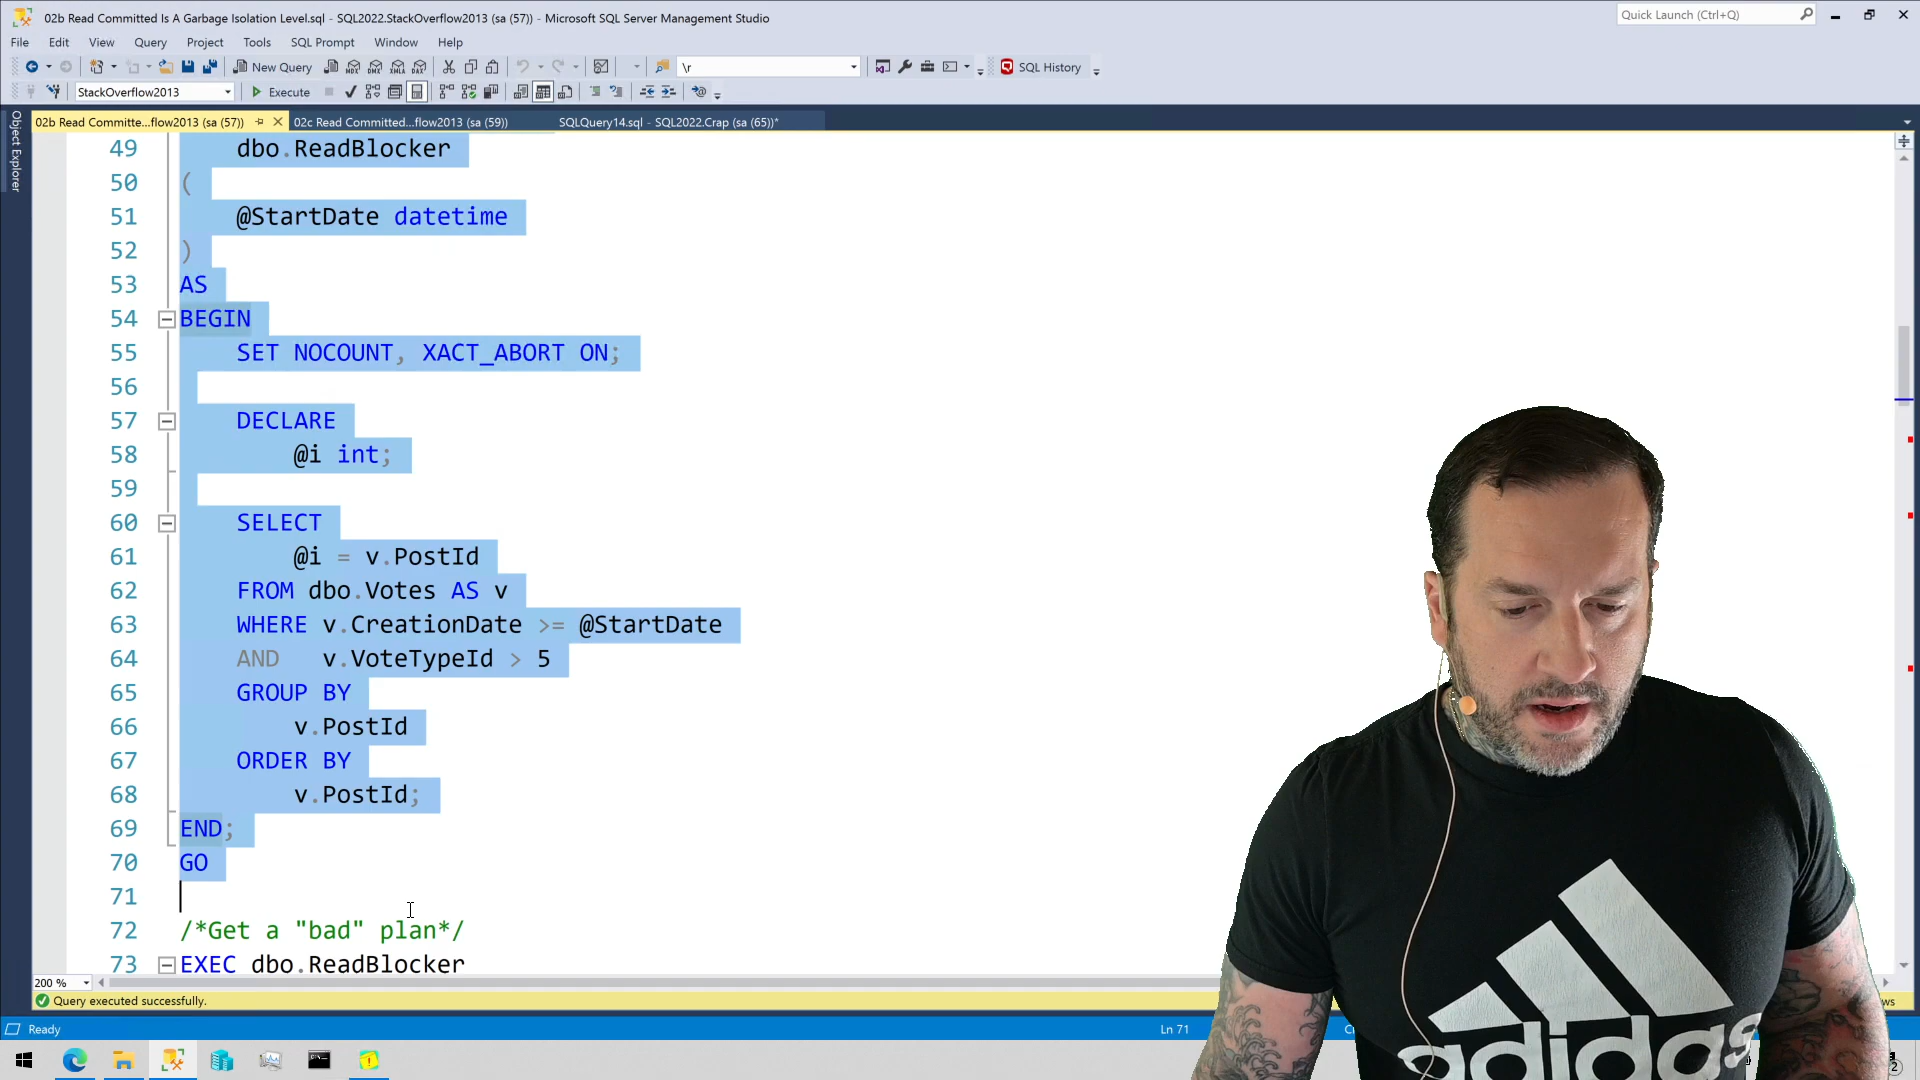 02b Read Committed Is A Garbage Isolation Level.sql - SQL2022.StackOverflow2013 (sa (57)) - Microsoft SQL Server Management Studio
Quick Launch (Ctrl+Q)
File Edit View Query Project Tools SQL Prompt Window Help
New Query MDX DMX XMLA DAX \r SQL History
StackOverflow2013 Execute
02b Read Committe...flow2013 (sa (57)) 02c Read Committed...flow2013 (sa (59)) SQLQuery14.sql - SQL2022.Crap (sa (65))*
Object Explorer
49 dbo.ReadBlocker
50 (
51 @StartDate datetime
52 )
53 AS
54 BEGIN
55 SET NOCOUNT, XACT_ABORT ON;
56
57 DECLARE
58 @i int;
59
60 SELECT
61 @i = v.PostId
62 FROM dbo.Votes AS v
63 WHERE v.CreationDate >= @StartDate
64 AND v.VoteTypeId > 5
65 GROUP BY
66 v.PostId
67 ORDER BY
68 v.PostId;
69 END;
70 GO
71
72 /*Get a "bad" plan*/
73 EXEC dbo.ReadBlocker
200 %
Query executed successfully.
Ready Ln 71
adidas
2